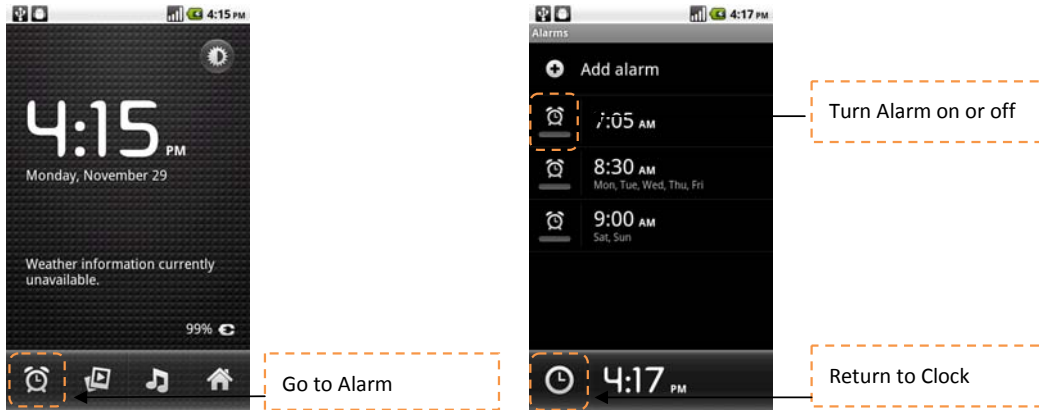 4:15 PM
4:15 PM
Monday, November 29
Weather information currently
unavailable.
99%
Go to Alarm
4:17 PM
Alarms
Add alarm
7:05 AM
8:30 AM
Mon, Tue, Wed, Thu, Fri
9:00 AM
Sat, Sun
4:17 PM
Turn Alarm on or off
Return to Clock